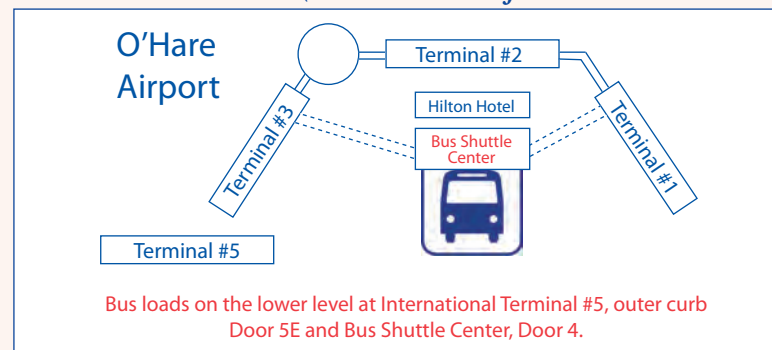 O'Hare
Airport
Terminal #2
Hilton Hotel
Bus Shuttle
Center
Terminal #3
Terminal #1
Terminal #5
Bus loads on the lower level at International Terminal #5, outer curb
Door 5E and Bus Shuttle Center, Door 4.